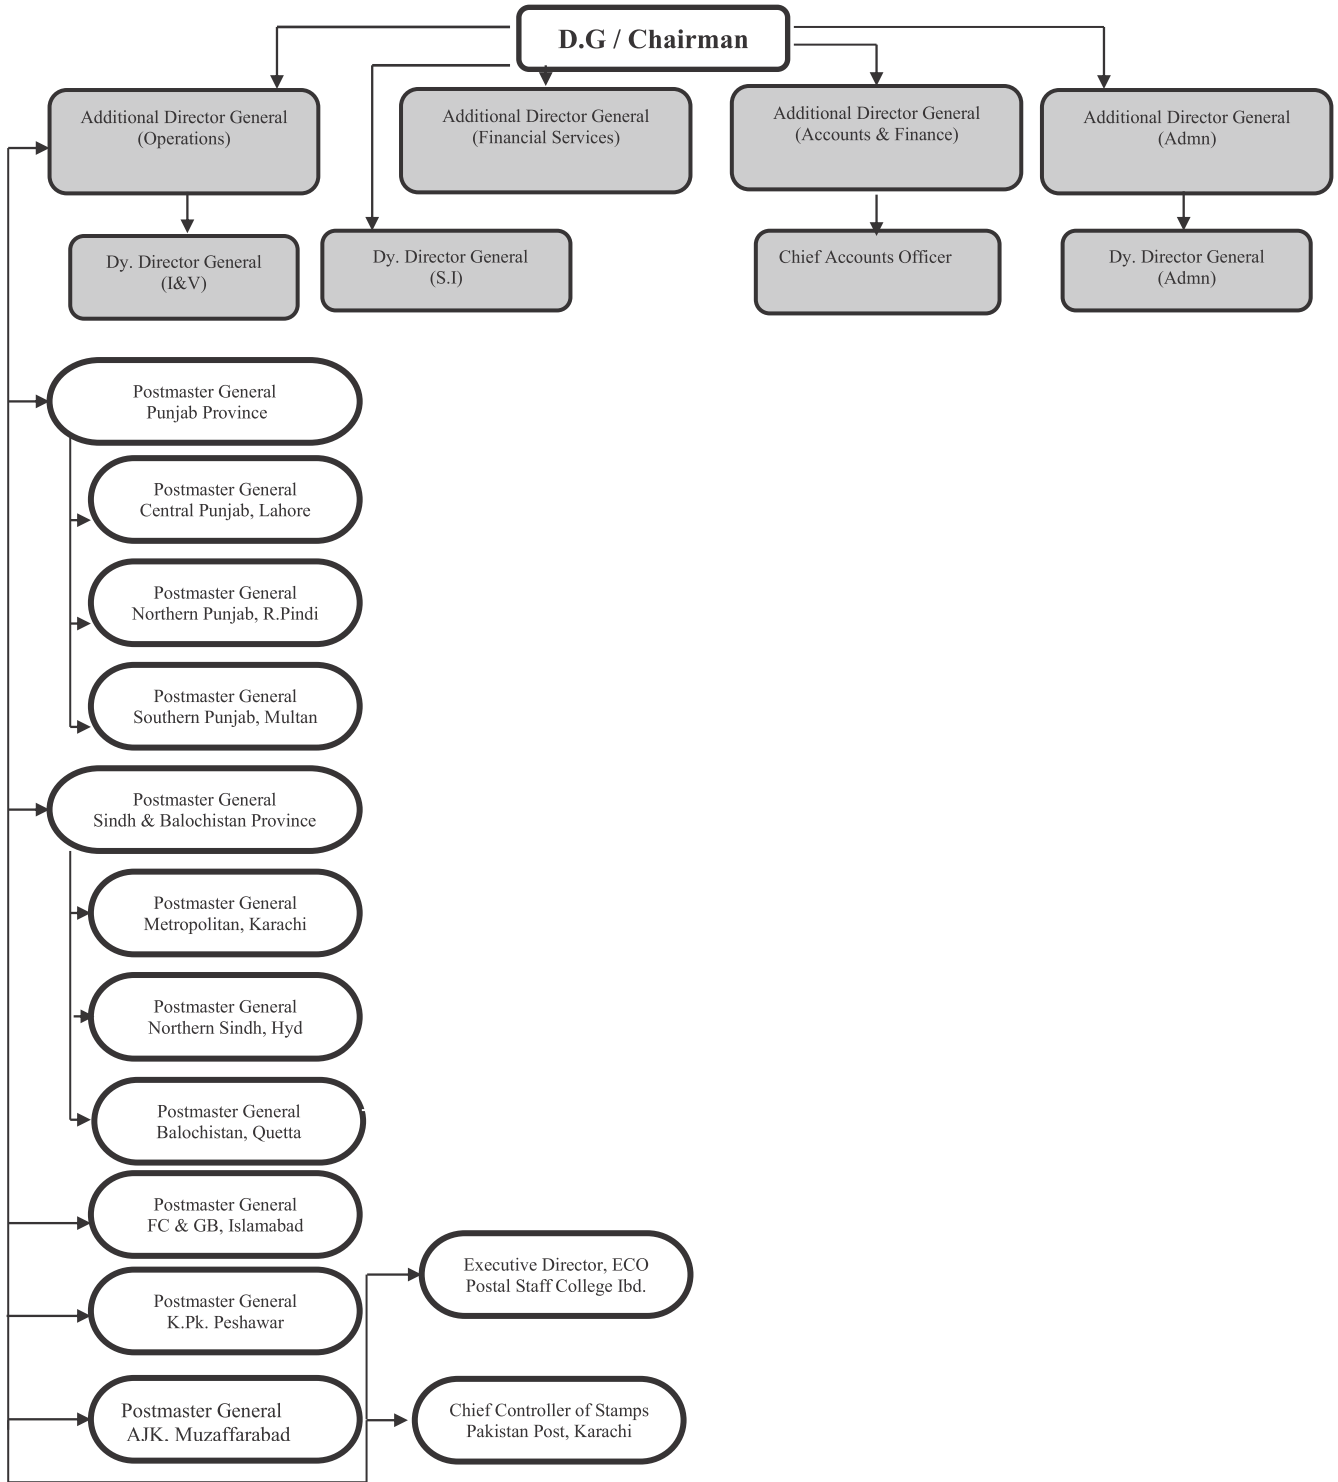 D.G / Chairman
Additional Director General
(Operations)
Additional Director General
(Financial Services)
Additional Director General
(Accounts & Finance)
Additional Director General
(Admn)
Dy. Director General
(I&V)
Dy. Director General
(S.I)
Chief Accounts Officer
Dy. Director General
(Admn)
Postmaster General
Punjab Province
Postmaster General
Central Punjab, Lahore
Postmaster General
Northern Punjab, R.Pindi
Postmaster General
Southern Punjab, Multan
Postmaster General
Sindh & Balochistan Province
Postmaster General
Metropolitan, Karachi
Postmaster General
Northern Sindh, Hyd
Postmaster General
Balochistan, Quetta
Postmaster General
FC & GB, Islamabad
Executive Director, ECO
Postal Staff College Ibd.
Postmaster General
K.Pk. Peshawar
Postmaster General
AJK. Muzaffarabad
Chief Controller of Stamps
Pakistan Post, Karachi